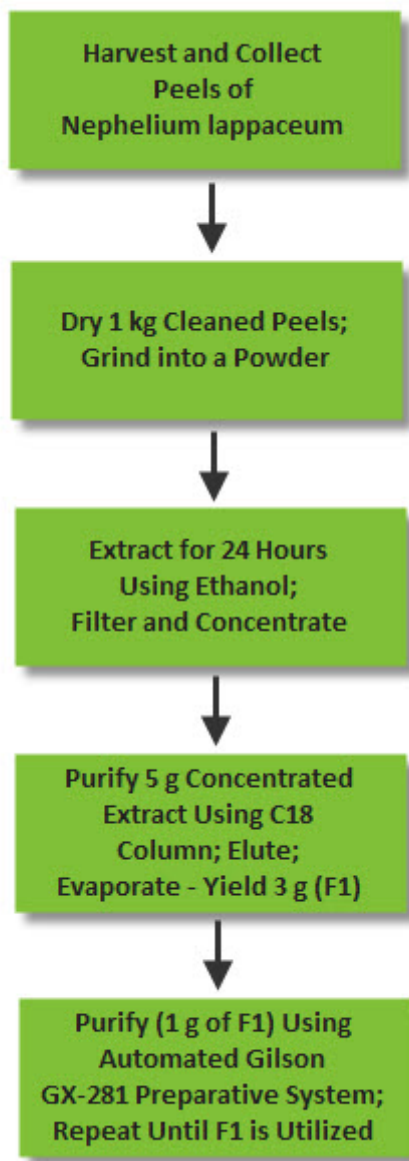 Harvest and Collect
Peels of
Nephelium lappaceum
Dry 1 kg Cleaned Peels;
Grind into a Powder
Extract for 24 Hours
Using Ethanol;
Filter and Concentrate
Purify 5 g Concentrated
Extract Using C18
Column; Elute;
Evaporate - Yield 3 g (F1)
Purify (1 g of F1) Using
Automated Gilson
GX-281 Preparative System;
Repeat Until F1 is Utilized